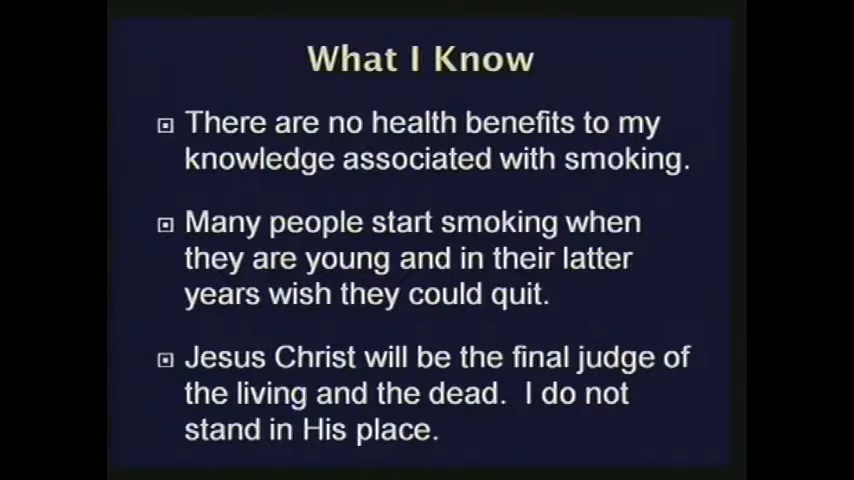 What I Know
There are no health benefits to my
knowledge associated with smoking.
Many people start smoking when
they are young and in their latter
years wish they could quit.
Jesus Christ will be the final judge of
the living and the dead. I do not
stand in His place.